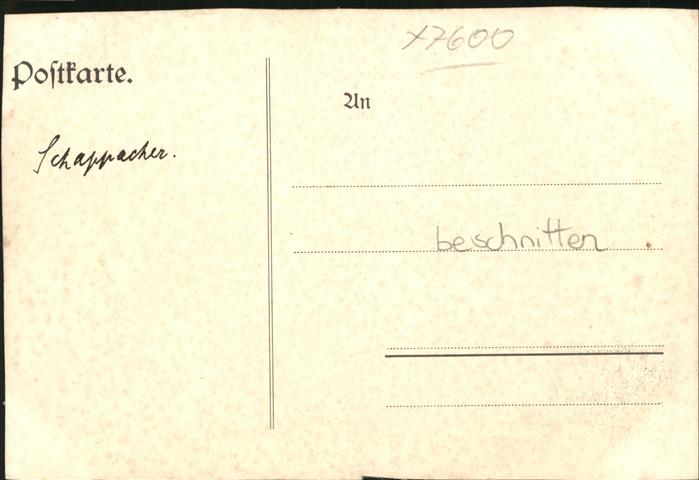 x7600
Postkarte.
An
Schappacher.
beschnitten